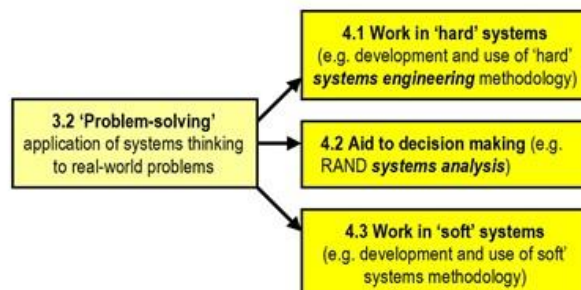 4.1 Work in ‘hard’ systems
(e.g. development and use of ‘hard’
systems engineering methodology)
3.2 ‘Problem-solving’
application of systems thinking
to real-world problems
4.2 Aid to decision making (e.g.
RAND systems analysis)
4.3 Work in ‘soft’ systems
(e.g. development and use of soft’
systems methodology)